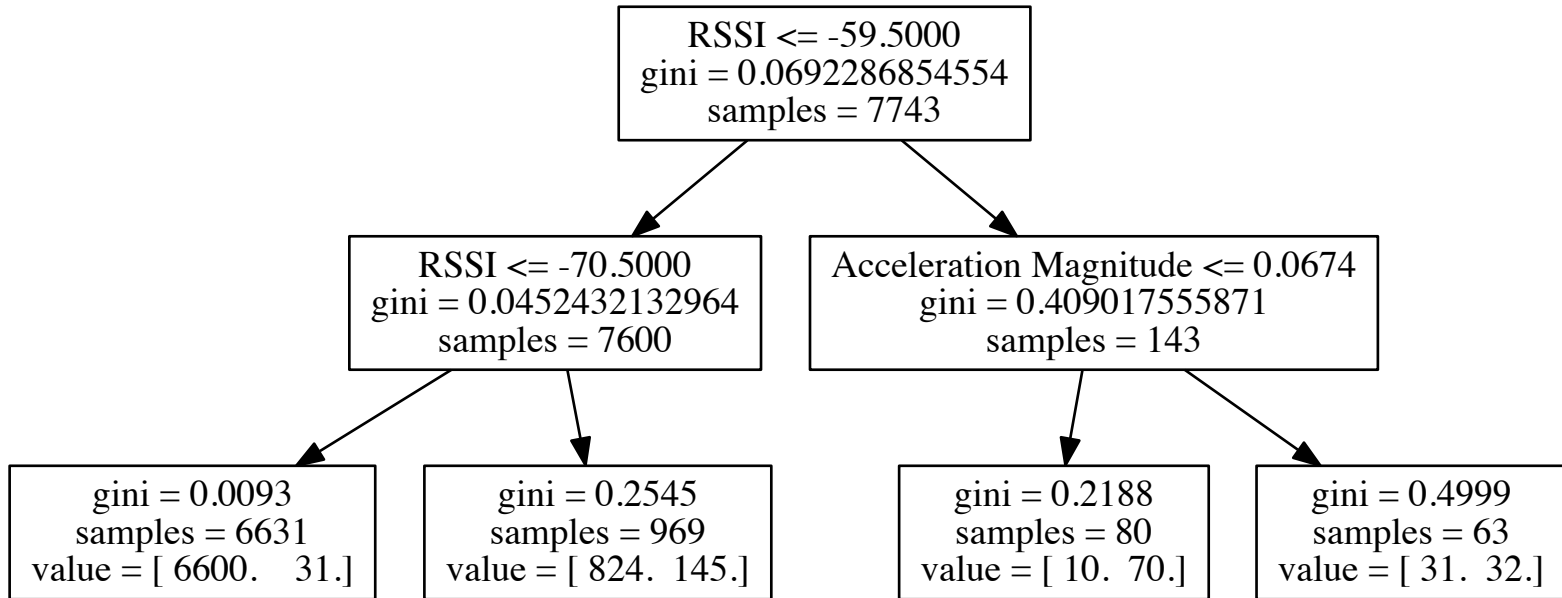 RSSI <= -59.5000
gini = 0.0692286854554
samples = 7743
RSSI <= -70.5000
gini = 0.0452432132964
samples = 7600
Acceleration Magnitude <= 0.0674
gini = 0.409017555871
samples = 143
gini = 0.0093
samples = 6631
value = [ 6600.    31.]
gini = 0.2545
samples = 969
value = [ 824.  145.]
gini = 0.2188
samples = 80
value = [ 10.  70.]
gini = 0.4999
samples = 63
value = [ 31.  32.]